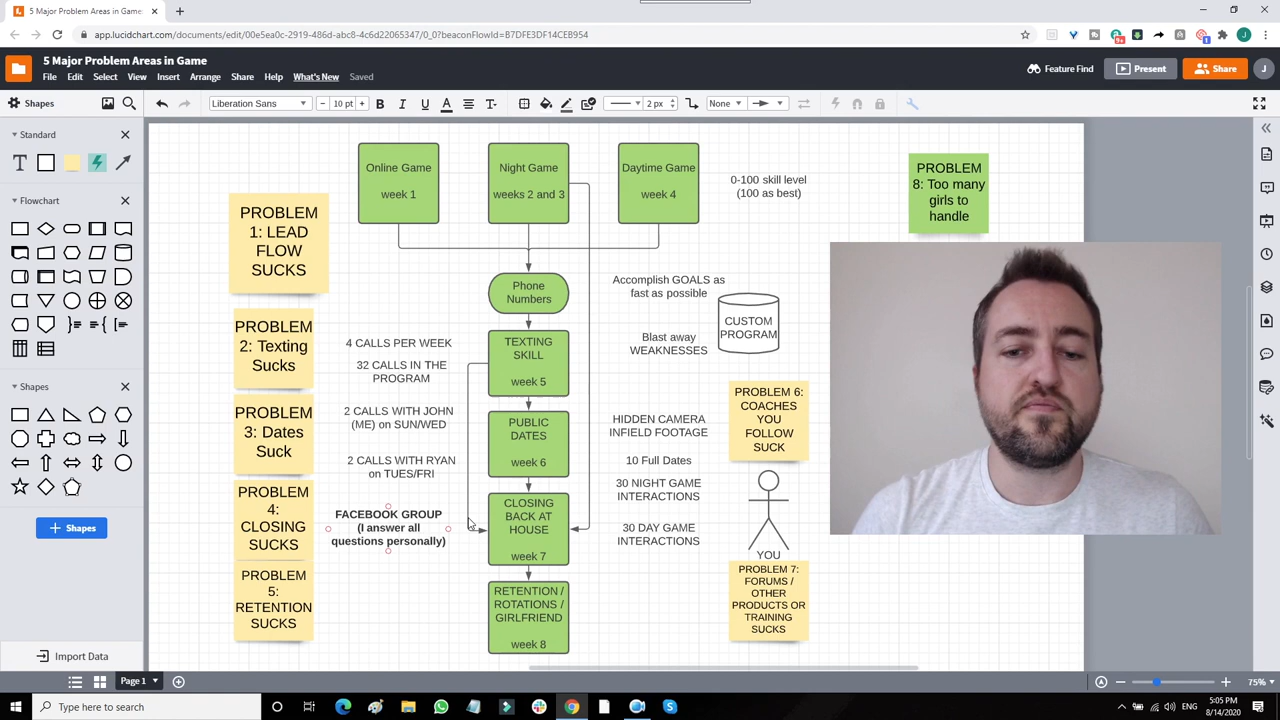 5 Major Problem Areas in Game:
app.lucidchart.com/documents/edit/00e5ea0c-2919-486d-abc8-4c6d22065347/0_0?beaconFlowId=B7DFE3DF14CEB954
5 Major Problem Areas in Game
File Edit Select View Insert Arrange Share Help What's New Saved
Feature Find
Present
Share
J
Shapes
Liberation Sans
10 pt
2 px
None
Standard
Flowchart
Shapes
+ Shapes
Import Data
Online Game
week 1
Night Game
weeks 2 and 3
Daytime Game
week 4
0-100 skill level
(100 as best)
PROBLEM
8: Too many
girls to
handle
PROBLEM
1: LEAD
FLOW
SUCKS
Phone
Numbers
Accomplish GOALS as
fast as possible
CUSTOM
PROGRAM
PROBLEM
2: Texting
Sucks
4 CALLS PER WEEK
32 CALLS IN THE
PROGRAM
TEXTING
SKILL
week 5
Blast away
WEAKNESSES
PROBLEM
3: Dates
Suck
2 CALLS WITH JOHN
(ME) on SUN/WED
2 CALLS WITH RYAN
on TUES/FRI
PUBLIC
DATES
week 6
HIDDEN CAMERA
INFIELD FOOTAGE
10 Full Dates
PROBLEM 6:
COACHES
YOU
FOLLOW
SUCK
PROBLEM
4:
CLOSING
SUCKS
FACEBOOK GROUP
(I answer all
questions personally)
CLOSING
BACK AT
HOUSE
week 7
30 NIGHT GAME
INTERACTIONS
30 DAY GAME
INTERACTIONS
YOU
PROBLEM
5:
RETENTION
SUCKS
RETENTION /
ROTATIONS /
GIRLFRIEND
week 8
PROBLEM 7:
FORUMS /
OTHER
PRODUCTS OR
TRAINING
SUCKS
Page 1
75%
Type here to search
5:05 PM
8/14/2020